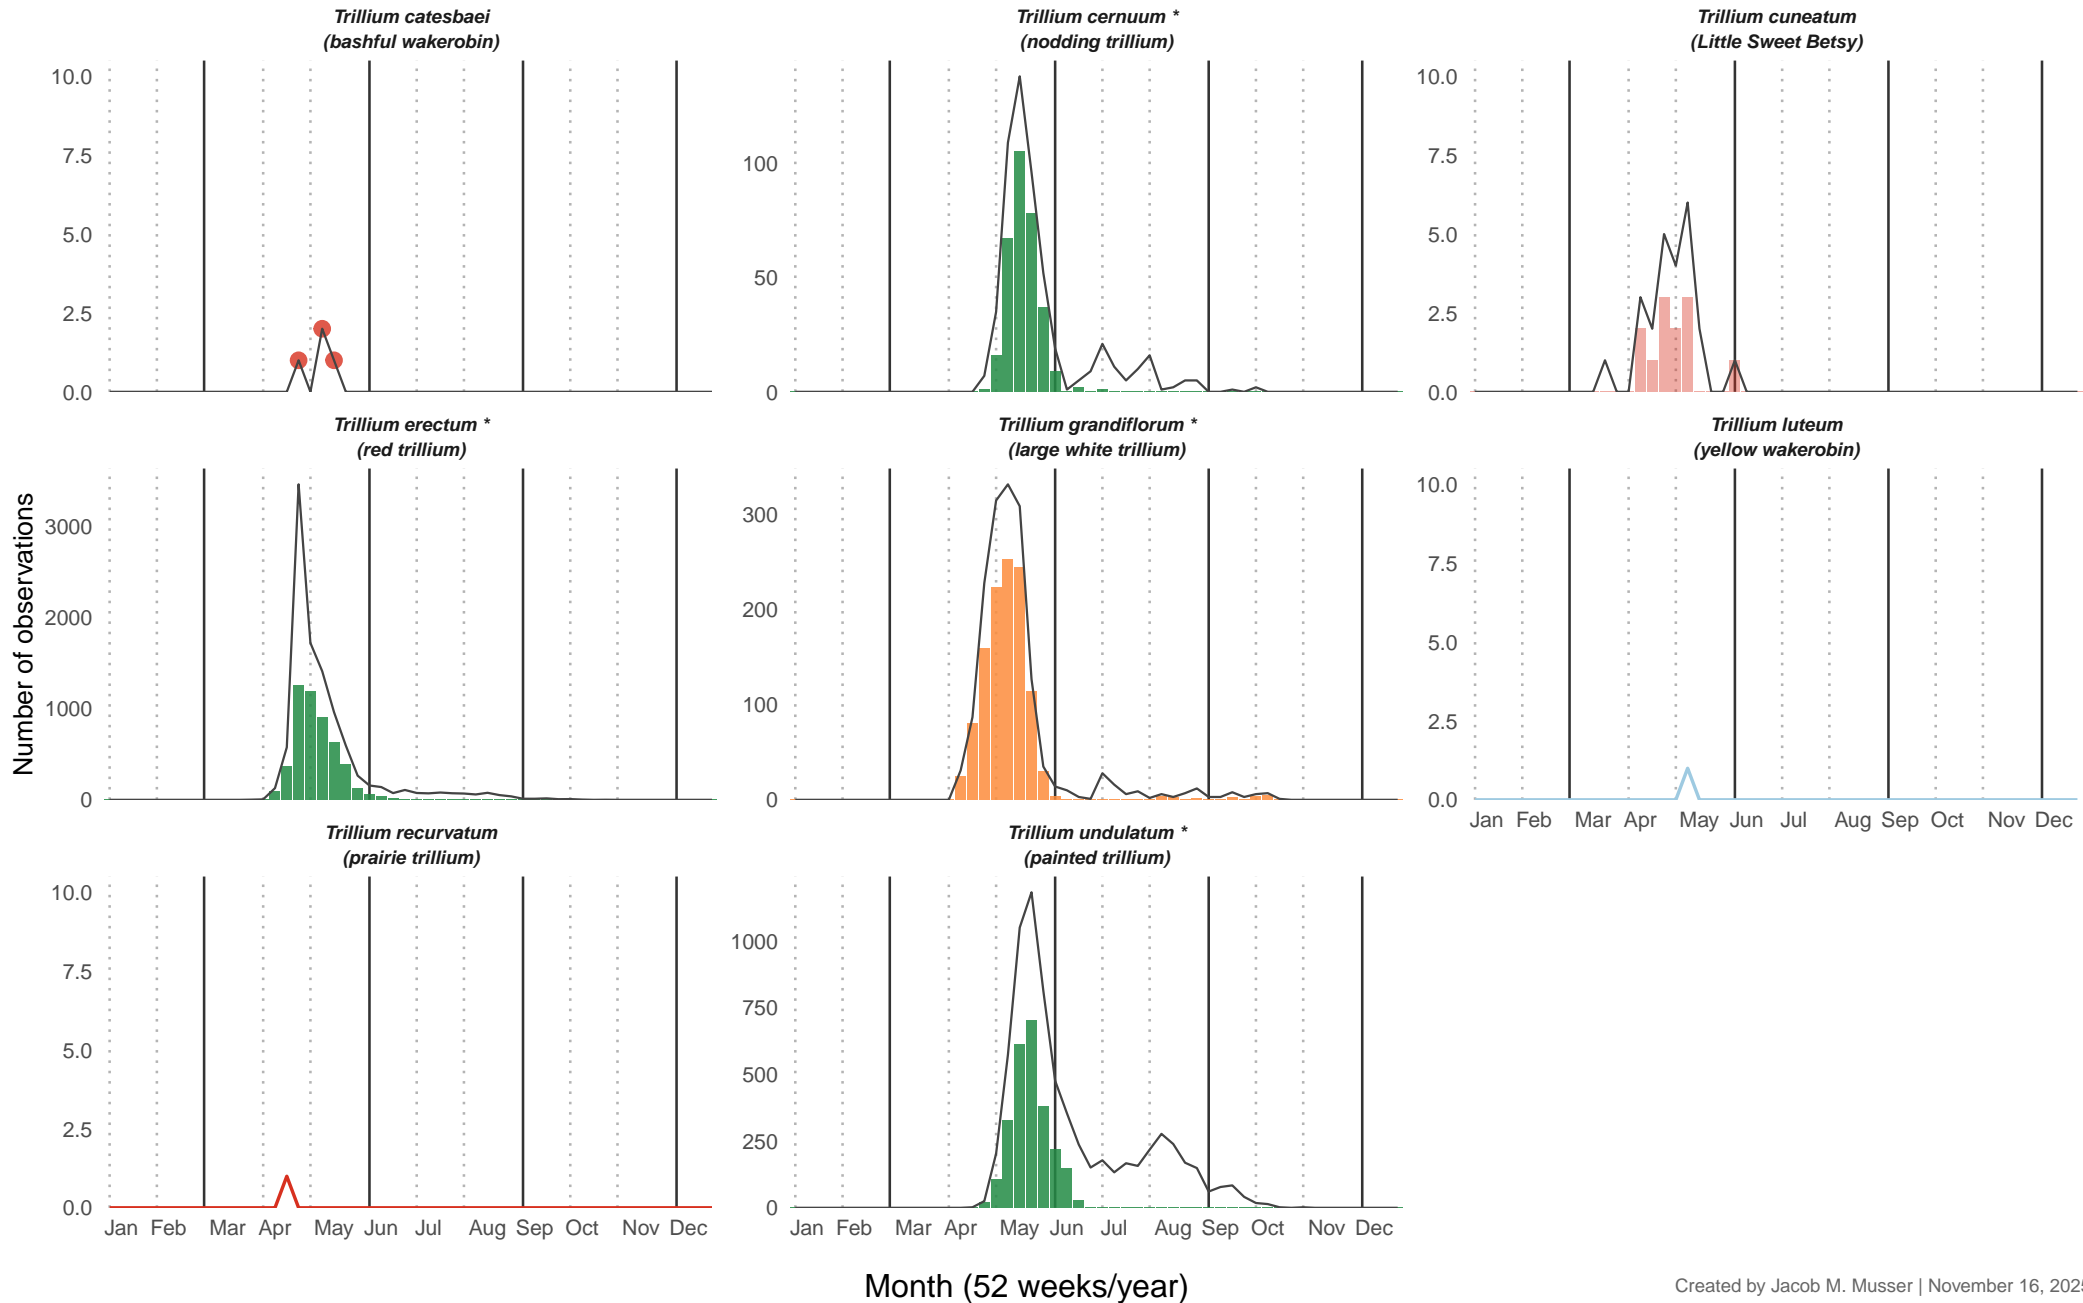 Trillium catesbaei
(bashful wakerobin)
Trillium cernuum *
(nodding trillium)
Trillium cuneatum
(Little Sweet Betsy)
10.0
7.5
5.0
2.5
0.0
100
50
0
10.0
7.5
5.0
2.5
0.0
Trillium erectum *
(red trillium)
Trillium grandiflorum *
(large white trillium)
Trillium luteum
(yellow wakerobin)
Number of observations
3000
2000
1000
0
300
200
100
0
10.0
7.5
5.0
2.5
0.0
Jan Feb Mar Apr May Jun Jul Aug Sep Oct Nov Dec
Trillium recurvatum
(prairie trillium)
Trillium undulatum *
(painted trillium)
10.0
7.5
5.0
2.5
0.0
Jan Feb Mar Apr May Jun Jul Aug Sep Oct Nov Dec
1000
750
500
250
0
Jan Feb Mar Apr May Jun Jul Aug Sep Oct Nov Dec
Month (52 weeks/year)
Created by Jacob M. Musser | November 16, 2025